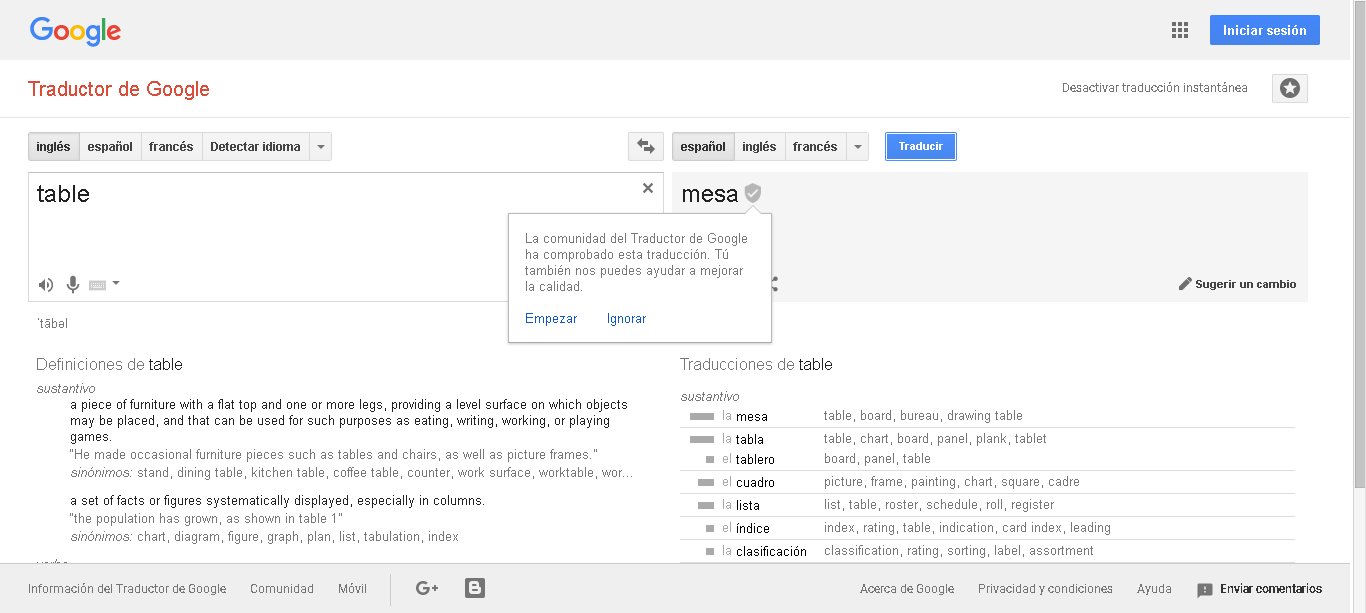 Google
Iniciar sesión
Traductor de Google
Desactivar traducción instantánea
inglés español francés Detectar idioma
español inglés francés Traducir
table
mesa
La comunidad del Traductor de Google
ha comprobado esta traducción. Tú
también nos puedes ayudar a mejorar
la calidad.
Empezar Ignorar
Sugerir un cambio
ˈtābəl
Definiciones de table
sustantivo
a piece of furniture with a flat top and one or more legs, providing a level surface on which objects
may be placed, and that can be used for such purposes as eating, writing, working, or playing
games.
"He made occasional furniture pieces such as tables and chairs, as well as picture frames."
sinónimos: stand, dining table, kitchen table, coffee table, counter, work surface, worktable, wor...
a set of facts or figures systematically displayed, especially in columns.
"the population has grown, as shown in table 1"
sinónimos: chart, diagram, figure, graph, plan, list, tabulation, index
Traducciones de table
sustantivo
la mesa table, board, bureau, drawing table
la tabla table, chart, board, panel, plank, tablet
el tablero board, panel, table
el cuadro picture, frame, painting, chart, square, cadre
la lista list, table, roster, schedule, roll, register
el índice index, rating, table, indication, card index, leading
la clasificación classification, rating, sorting, label, assortment
Información del Traductor de Google Comunidad Móvil G+ B Acerca de Google Privacidad y condiciones Ayuda Enviar comentarios